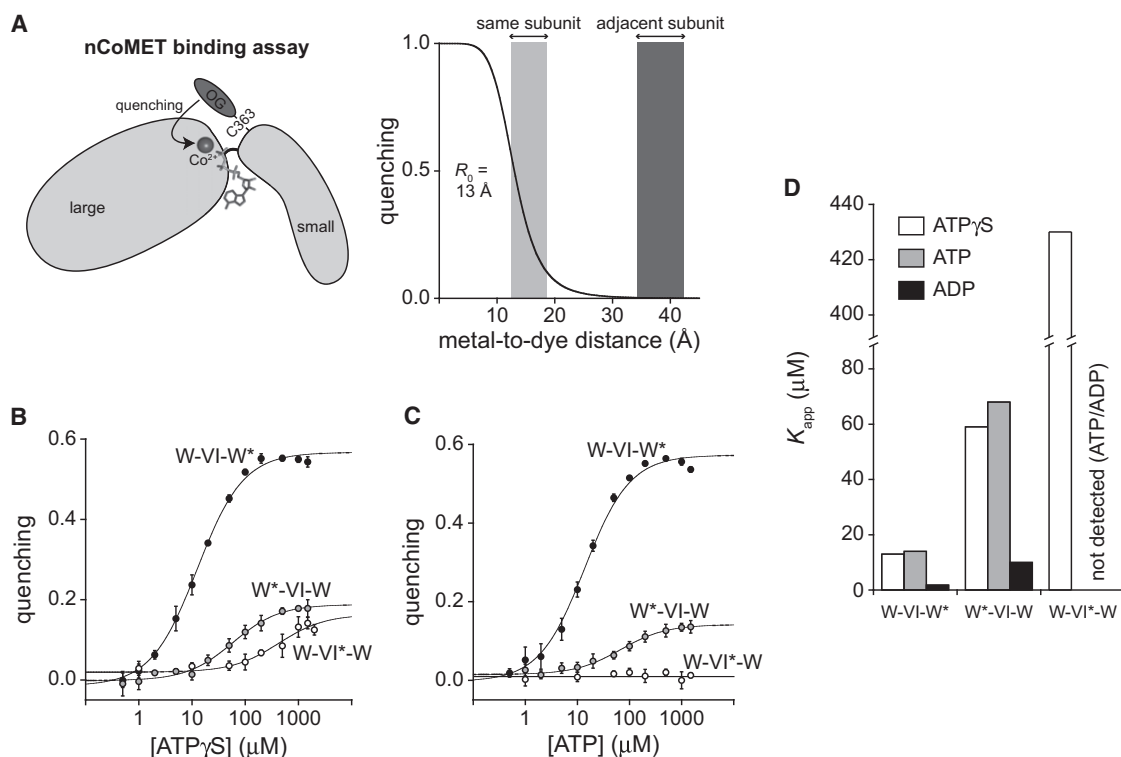 A
nCoMET binding assay
quenching
OG
C363
Co2+
large
small
same subunit
adjacent subunit
quenching
1.0
0.5
0.0
R0 =
13 Å
10 20 30 40
metal-to-dye distance (Å)
B
quenching
0.6
0.4
0.2
0.0
W-VI-W*
W*-VI-W
W-VI*-W
1 10 100 1000
[ATPγS] (μM)
C
quenching
0.6
0.4
0.2
0.0
W-VI-W*
W*-VI-W
W-VI*-W
1 10 100 1000
[ATP] (μM)
D
Kapp (μM)
440
420
400
80
60
40
20
0
ATPγS
ATP
ADP
not detected (ATP/ADP)
W-VI-W* W*-VI-W W-VI*-W